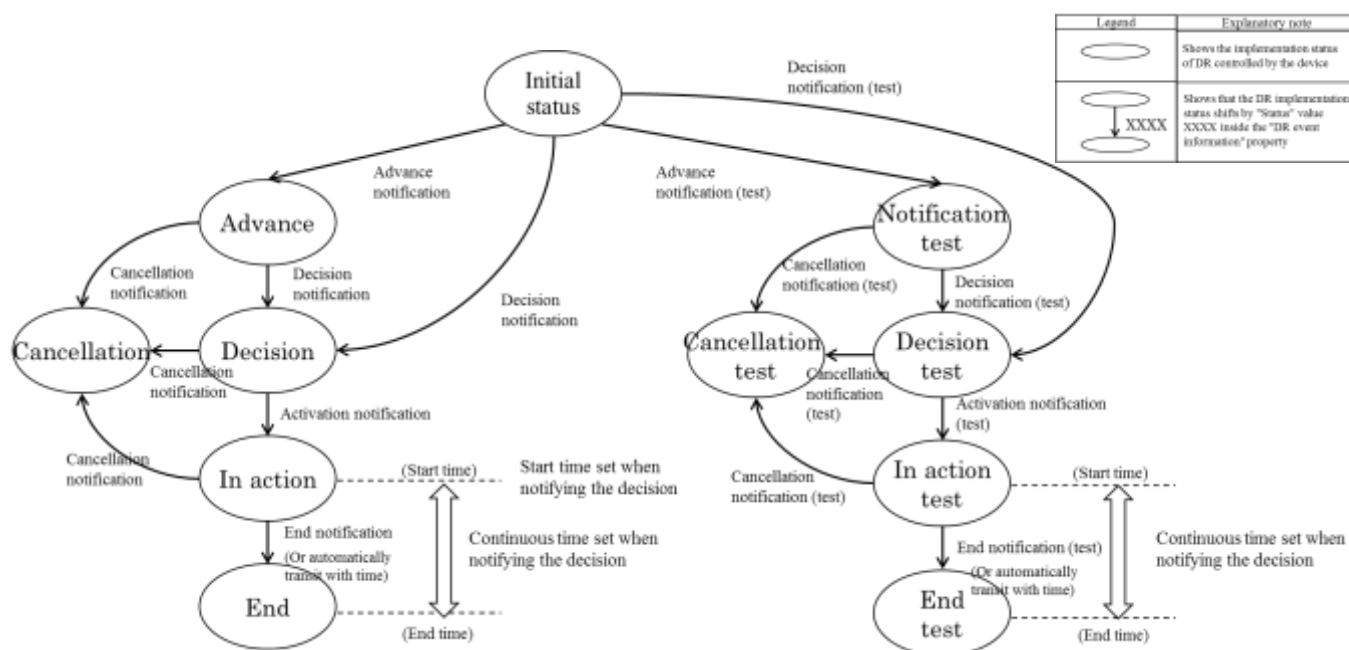 Legend
Explanatory note
Shows the implementation status
of DR controlled by the device
XXXX
Shows that the DR implementation
status shifts by "Status" value
XXXX inside the "DR event
information" property
Initial
status
Decision
notification (test)
Advance
notification
Advance
notification (test)
Advance
Notification
test
Cancellation
notification
Decision
notification
Decision
notification
Cancellation
notification (test)
Decision
notification (test)
Cancellation
Decision
Cancellation
notification
Cancellation
test
Decision
test
Cancellation
notification
(test)
Activation notification
Activation notification
(test)
Cancellation
notification
In action
(Start time)
Start time set when
notifying the decision
Cancellation
notification (test)
In action
test
(Start time)
End notification
(Or automatically
transit with time)
Continuous time set when
notifying the decision
End notification (test)
(Or automatically
transit with time)
Continuous time set when
notifying the decision
End
(End time)
End
test
(End time)